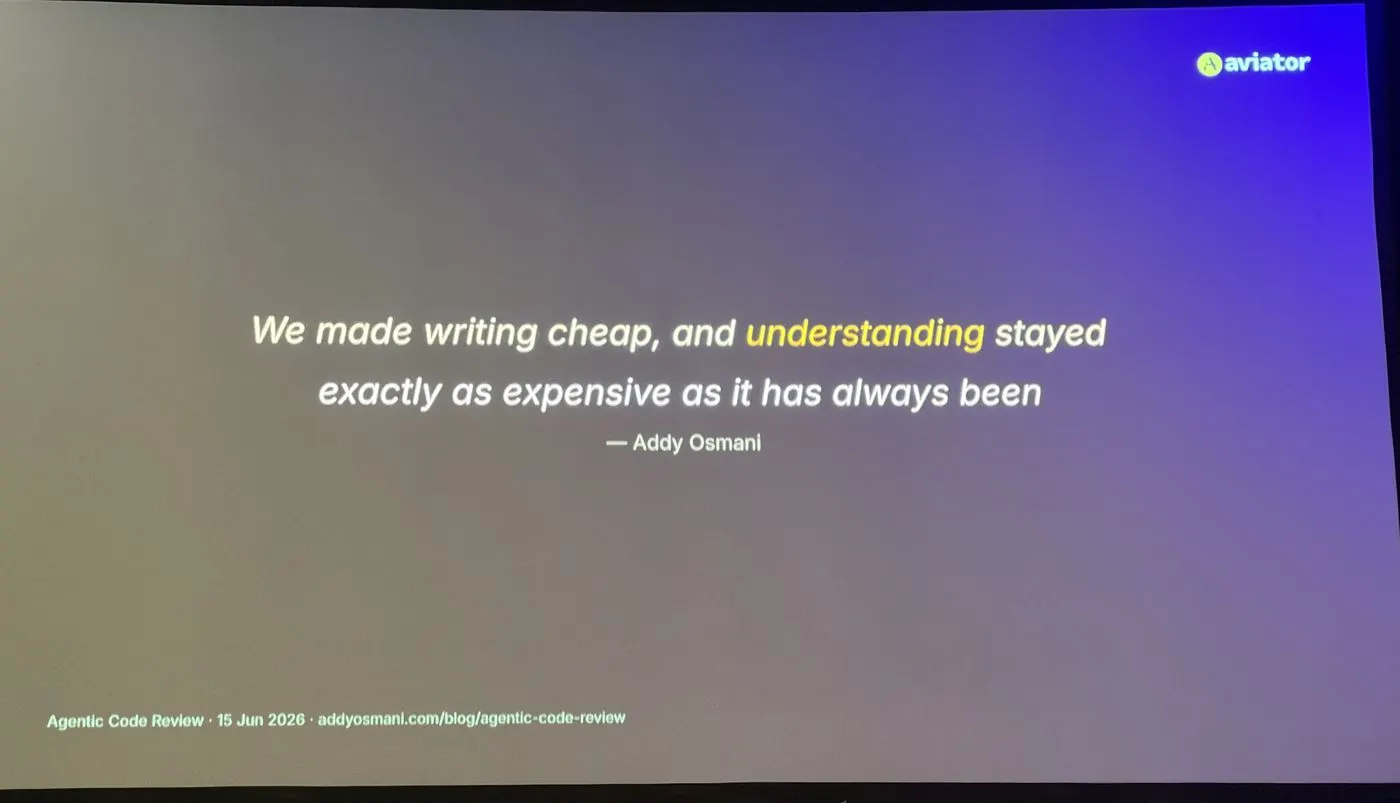 aviator
We made writing cheap, and understanding stayed
exactly as expensive as it has always been
— Addy Osmani
Agentic Code Review · 15 Jun 2026 · addyosmani.com/blog/agentic-code-review